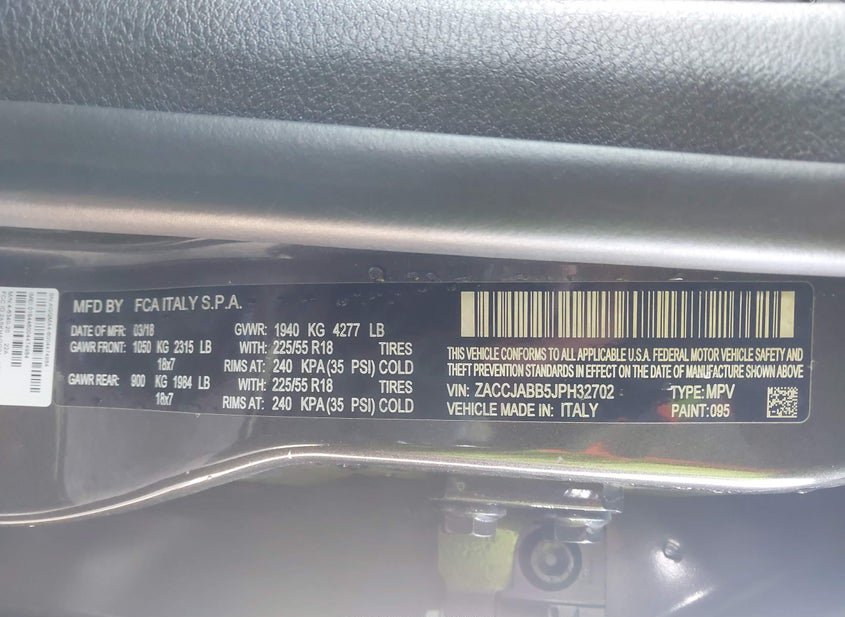 MFD BY FCA ITALY S.P.A.
DATE OF MFR: 03/18 GVWR: 1940 KG 4277 LB
GAWR FRONT: 1050 KG 2315 LB WITH: 225/55 R18 TIRES
18x7 RIMS AT: 240 KPA(35 PSI) COLD
GAWR REAR: 900 KG 1984 LB WITH: 225/55 R18 TIRES
18x7 RIMS AT: 240 KPA(35 PSI) COLD
THIS VEHICLE CONFORMS TO ALL APPLICABLE U.S.A. FEDERAL MOTOR VEHICLE SAFETY AND
THEFT PREVENTION STANDARDS IN EFFECT ON THE DATE OF MANUFACTURE SHOWN ABOVE
VIN: ZACCJABB5JPH32702 TYPE: MPV
VEHICLE MADE IN: ITALY PAINT: 095